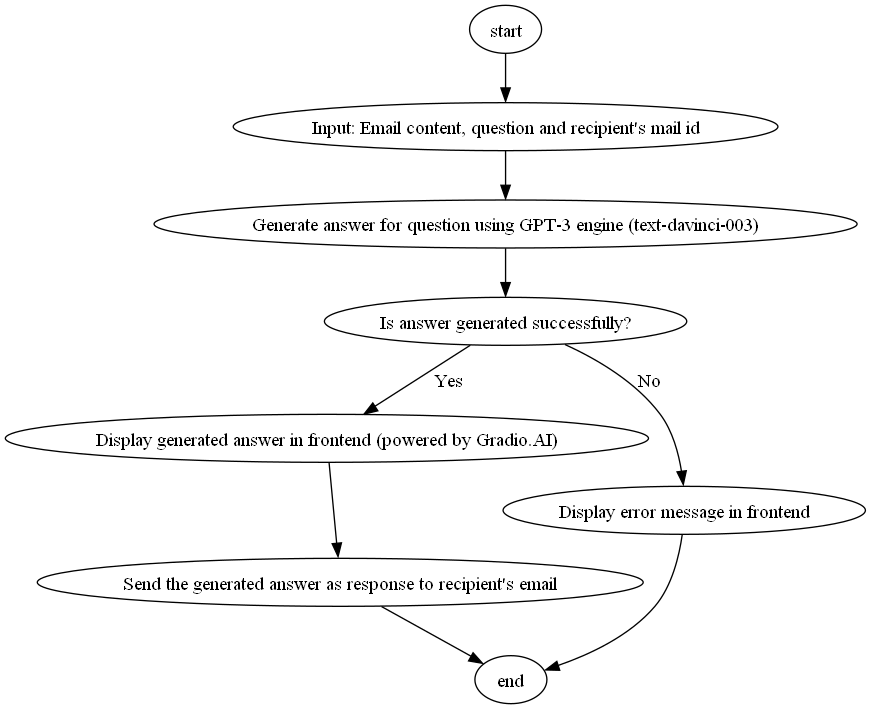 start
Input: Email content, question and recipient's mail id
Generate answer for question using GPT-3 engine (text-davinci-003)
Is answer generated successfully?
Yes
No
Display generated answer in frontend (powered by Gradio.AI)
Display error message in frontend
Send the generated answer as response to recipient's email
end